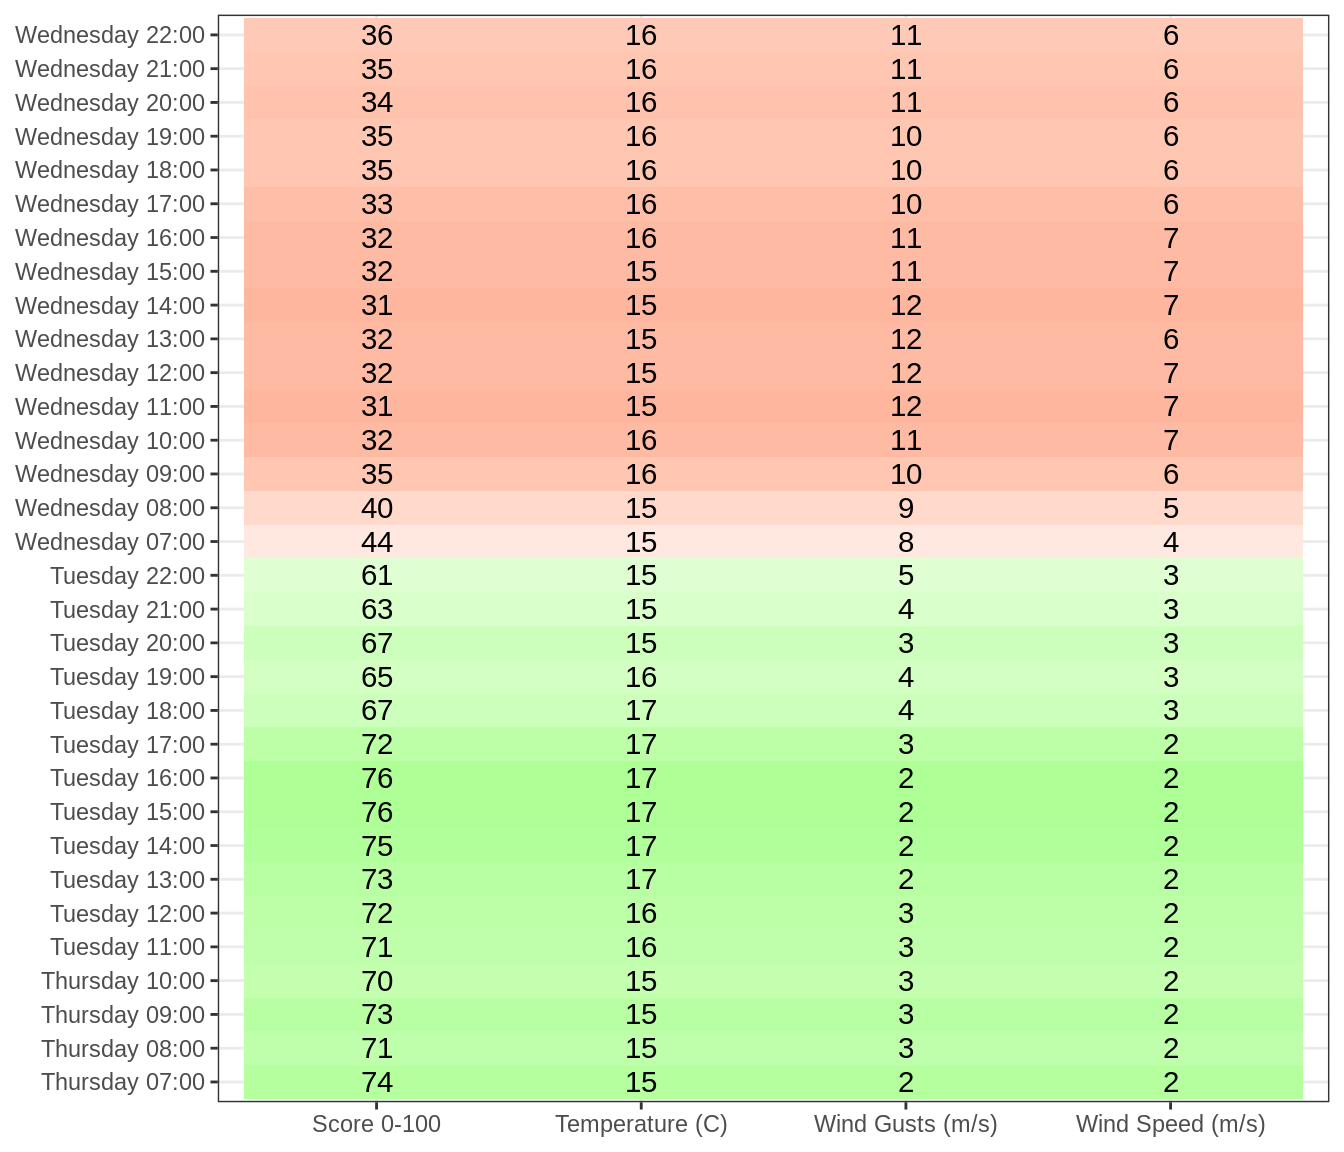 Wednesday 22:00 36 16 11 6
Wednesday 21:00 35 16 11 6
Wednesday 20:00 34 16 11 6
Wednesday 19:00 35 16 10 6
Wednesday 18:00 35 16 10 6
Wednesday 17:00 33 16 10 6
Wednesday 16:00 32 16 11 7
Wednesday 15:00 32 15 11 7
Wednesday 14:00 31 15 12 7
Wednesday 13:00 32 15 12 6
Wednesday 12:00 32 15 12 7
Wednesday 11:00 31 15 12 7
Wednesday 10:00 32 16 11 7
Wednesday 09:00 35 16 10 6
Wednesday 08:00 40 15 9 5
Wednesday 07:00 44 15 8 4
Tuesday 22:00 61 15 5 3
Tuesday 21:00 63 15 4 3
Tuesday 20:00 67 15 3 3
Tuesday 19:00 65 16 4 3
Tuesday 18:00 67 17 4 3
Tuesday 17:00 72 17 3 2
Tuesday 16:00 76 17 2 2
Tuesday 15:00 76 17 2 2
Tuesday 14:00 75 17 2 2
Tuesday 13:00 73 17 2 2
Tuesday 12:00 72 16 3 2
Tuesday 11:00 71 16 3 2
Thursday 10:00 70 15 3 2
Thursday 09:00 73 15 3 2
Thursday 08:00 71 15 3 2
Thursday 07:00 74 15 2 2
Score 0-100 Temperature (C) Wind Gusts (m/s) Wind Speed (m/s)